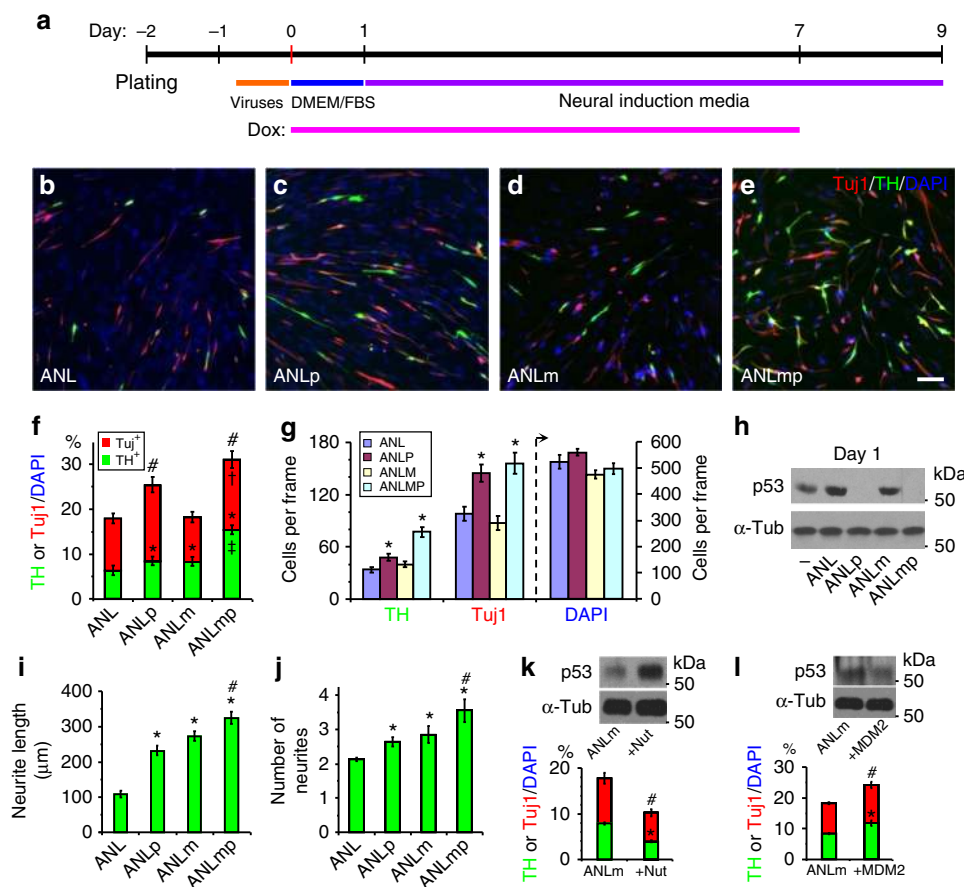 a
Day: –2 –1 0 1 7 9
Plating
Viruses DMEM/FBS Neural induction media
Dox:
b
ANL
c
ANLp
d
ANLm
e
Tuj1/TH/DAPI
ANLmp
f
%
Tuj+
TH+
TH or Tuj1/DAPI
30
20
10
0
#
#
†
*
*
*
‡
ANL
ANLp
ANLm
ANLmp
g
ANL
ANLP
ANLM
ANLMP
Cells per frame
180
140
100
60
0
*
*
*
*
600
500
400
300
200
100
0
Cells per frame
TH Tuj1 DAPI
h
Day 1
kDa
p53
50
α-Tub
50
–
ANL
ANLp
ANLm
ANLmp
i
Neurite length
(μm)
400
300
200
100
0
*
*
#
*
ANL
ANLp
ANLm
ANLmp
j
Number of
neurites
4
2
0
*
*
#
*
ANL
ANLp
ANLm
ANLmp
k
kDa
p53
50
α-Tub
50
ANLm
+Nut
TH or Tuj1/DAPI
%
20
10
0
#
*
ANLm +Nut
l
kDa
p53
50
α-Tub
50
ANLm
+MDM2
TH or Tuj1/DAPI
%
30
20
10
0
#
*
ANLm +MDM2